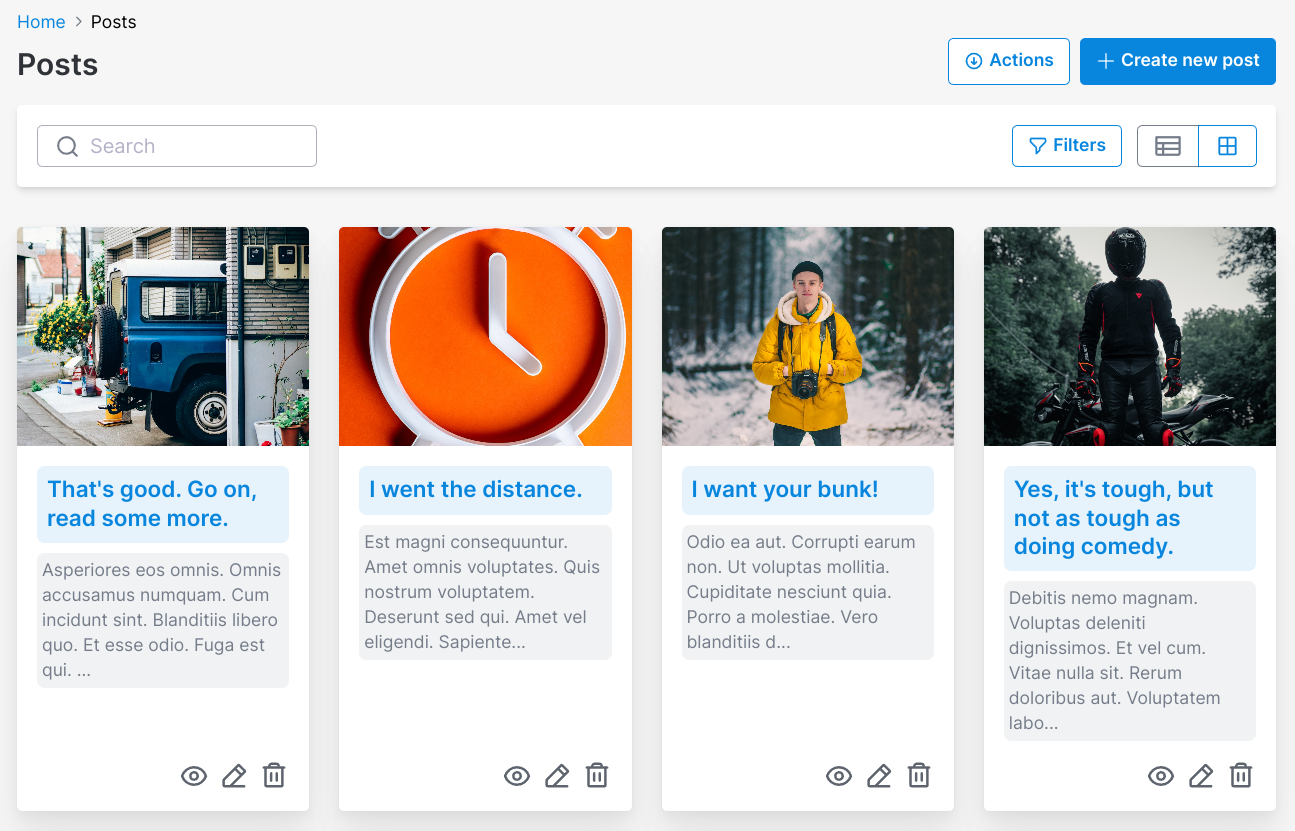 Home > Posts
Posts
Actions
Create new post
Search
Filters
That's good. Go on,
read some more.
Asperiores eos omnis. Omnis
accusamus numquam. Cum
incidunt sint. Blanditiis libero
quo. Et esse odio. Fuga est
qui. ...
I went the distance.
Est magni consequuntur.
Amet omnis voluptates. Quis
nostrum voluptatem.
Deserunt sed qui. Amet vel
eligendi. Sapiente...
I want your bunk!
Odio ea aut. Corrupti earum
non. Ut voluptas mollitia.
Cupiditate nesciunt quia.
Porro a molestiae. Vero
blanditiis d...
Yes, it's tough, but
not as tough as
doing comedy.
Debitis nemo magnam.
Voluptas deleniti
dignissimos. Et vel cum.
Vitae nulla sit. Rerum
doloribus aut. Voluptatem
labo...